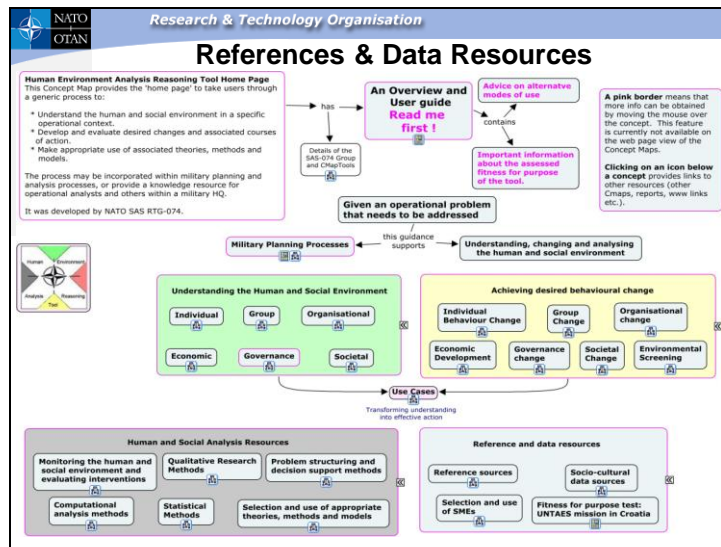 NATO
OTAN
Research & Technology Organisation
References & Data Resources
Human Environment Analysis Reasoning Tool Home Page
This Concept Map provides the 'home page' to take users through
a generic process to:
* Understand the human and social environment in a specific
operational context.
* Develop and evaluate desired changes and associated courses
of action.
* Make appropriate use of associated theories, methods and
models.
The process may be incorporated within military planning and
analysis processes, or provide a knowledge resource for
operational analysts and others within a military HQ.
It was developed by NATO SAS RTG-074.
has
Details of the
SAS-074 Group
and CMapTools
An Overview and
User guide
Read me
first !
contains
Advice on alternatve
modes of use
Important information
about the assessed
fitness for purpose
of the tool.
A pink border means that
more info can be obtained
by moving the mouse over
the concept. This feature
is currently not available
on the web page view of
the Concept Maps.
Clicking on an icon below
a concept provides links to
other resources (other
Cmaps, reports, www links
etc.).
Given an operational problem
that needs to be addressed
this guidance
supports
Military Planning Processes
Understanding, changing and analysing
the human and social environment
Human
Environment
Analysis
Reasoning
Tool
Understanding the Human and Social Environment
Individual
Group
Organisational
Economic
Governance
Societal
Achieving desired behavioural change
Individual
Behaviour Change
Group
Change
Organisational
change
Economic
Development
Governance
change
Societal
Change
Environmental
Screening
Use Cases
Transforming understanding
into effective action
Human and Social Analysis Resources
Monitoring the human and
social environment and
evaluating interventions
Qualitative Research
Methods
Problem structuring and
decision support methods
Computational
analysis methods
Statistical
Methods
Selection and use of appropriate
theories, methods and models
Reference and data resources
Reference sources
Socio-cultural
data sources
Selection and use
of SMEs
Fitness for purpose test:
UNTAES mission in Croatia